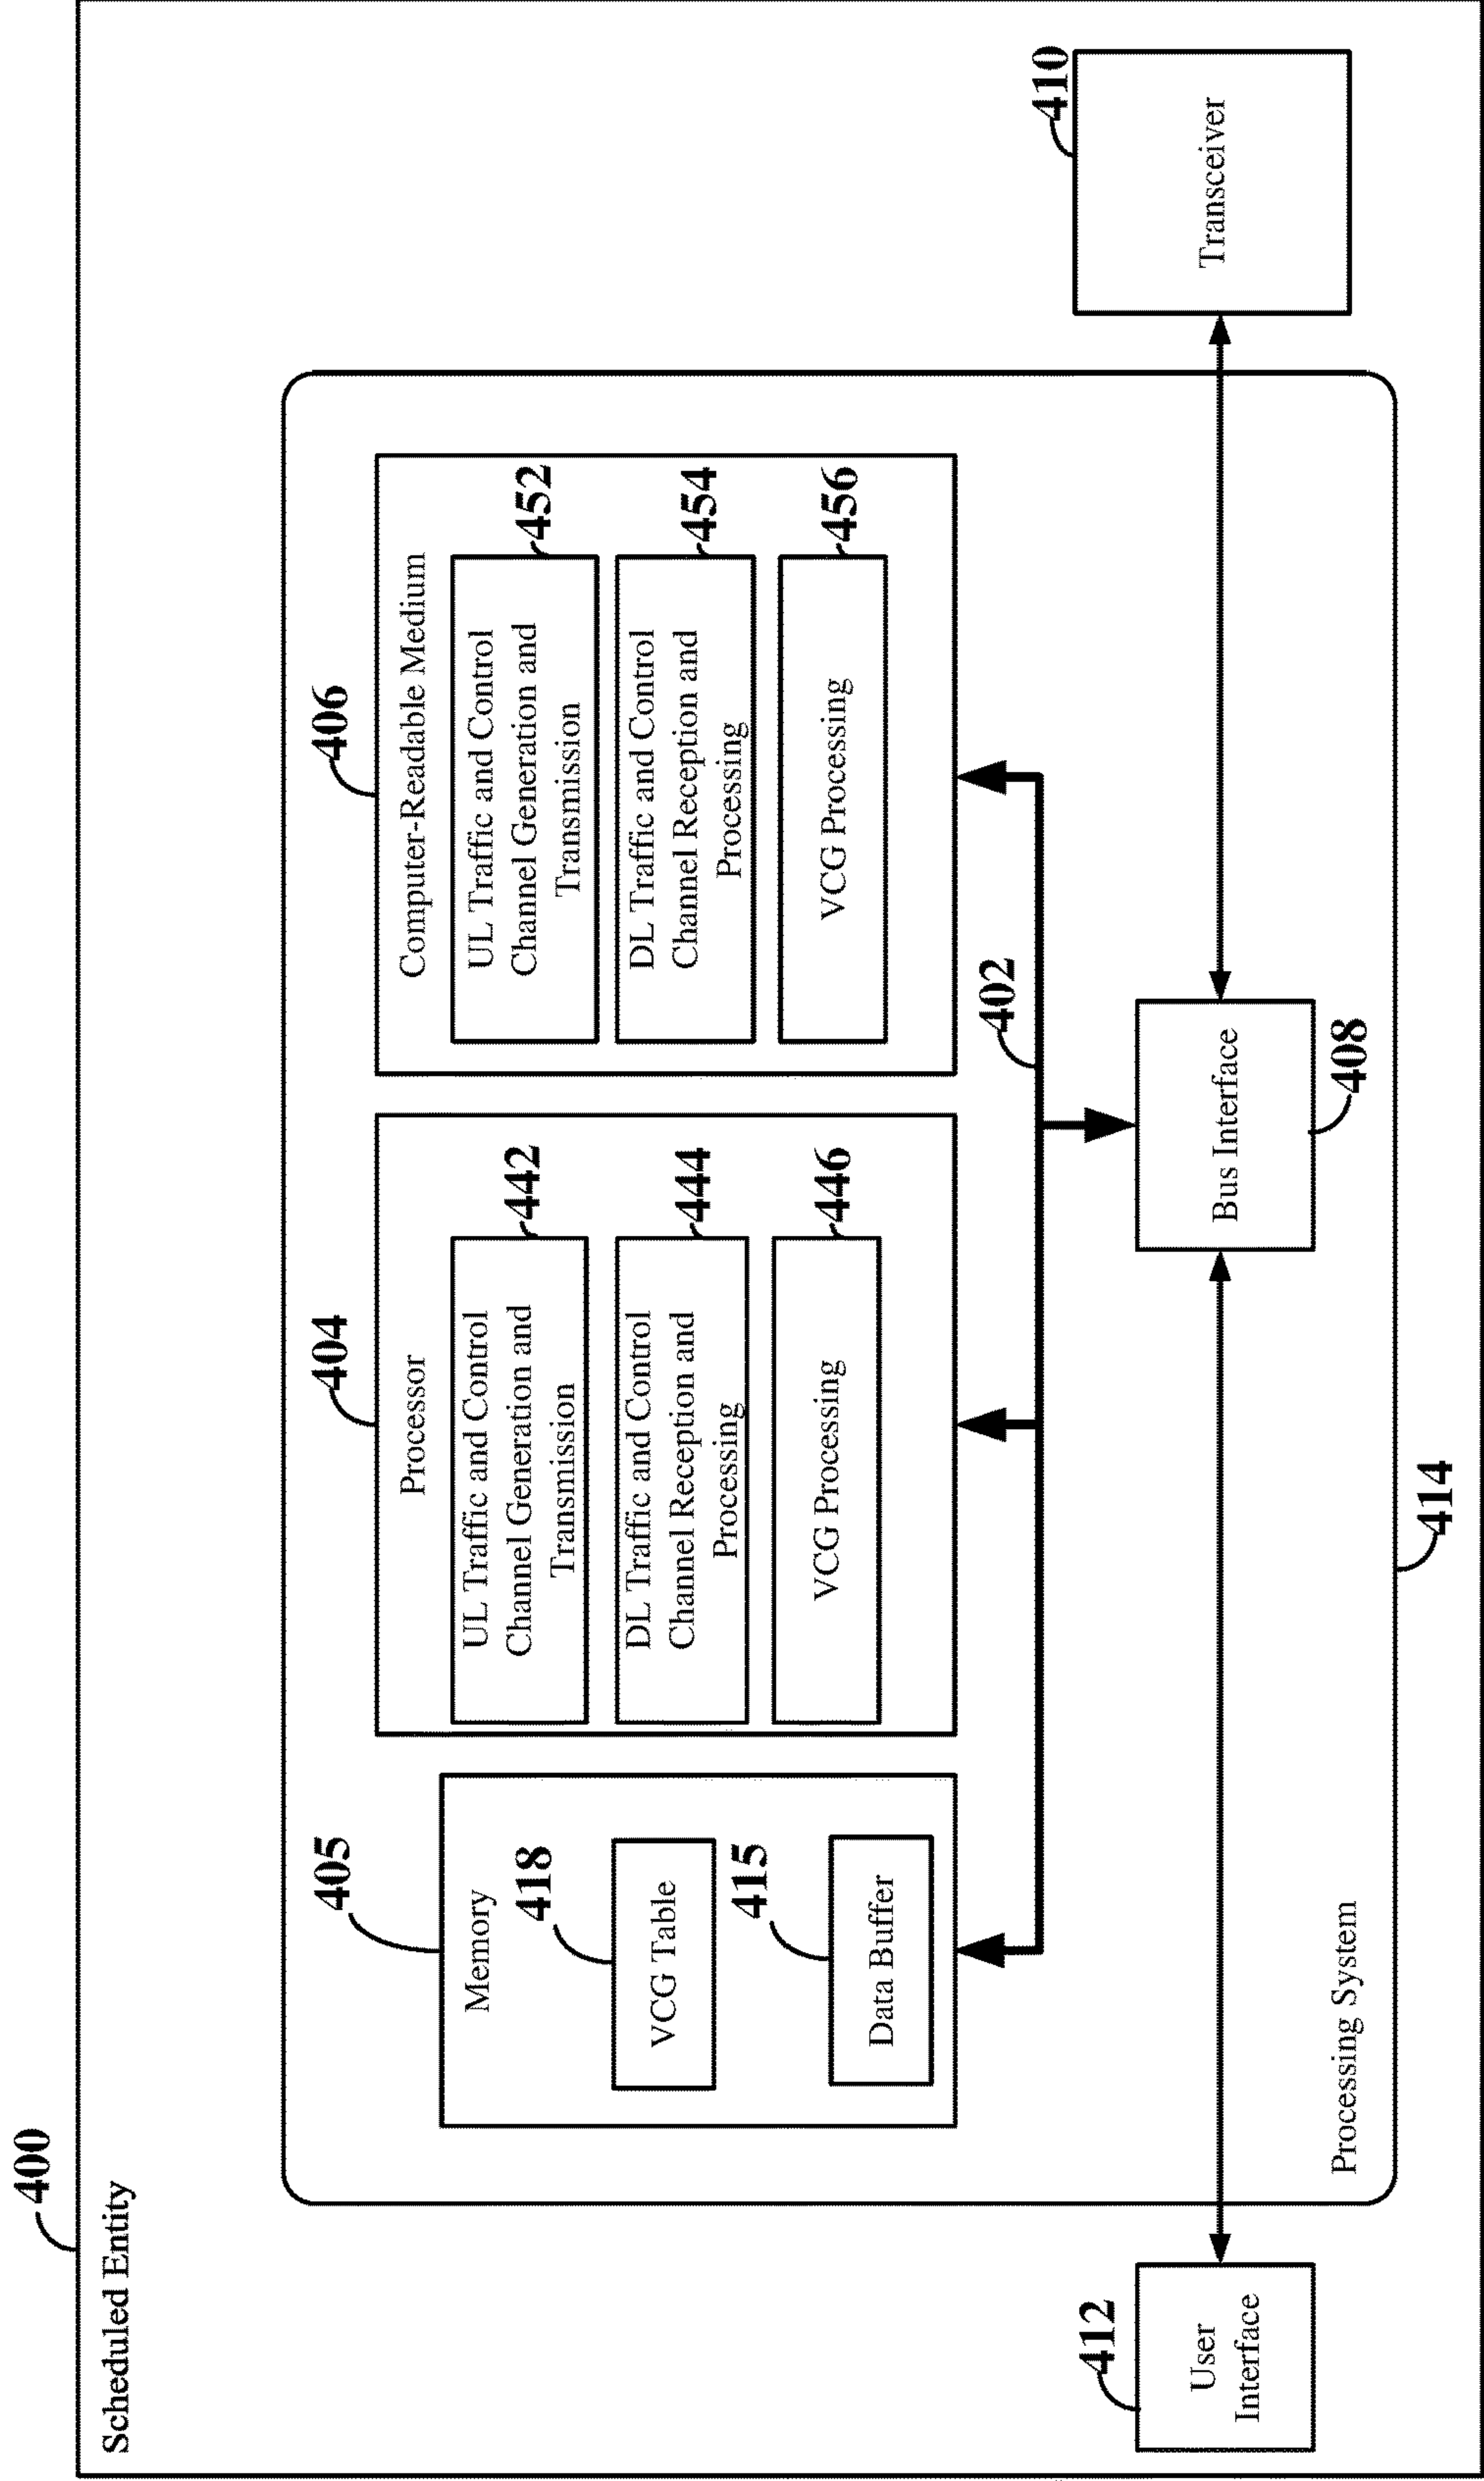 400
Scheduled Entity
405
Memory
418
VCG Table
415
Data Buffer
404
Processor
442
UL Traffic and Control
Channel Generation and
Transmission
444
DL Traffic and Control
Channel Reception and
Processing
446
VCG Processing
406
Computer-Readable Medium
452
UL Traffic and Control
Channel Generation and
Transmission
454
DL Traffic and Control
Channel Reception and
Processing
456
VCG Processing
402
410
Transceiver
412
User
Interface
Bus Interface
408
Processing System
414